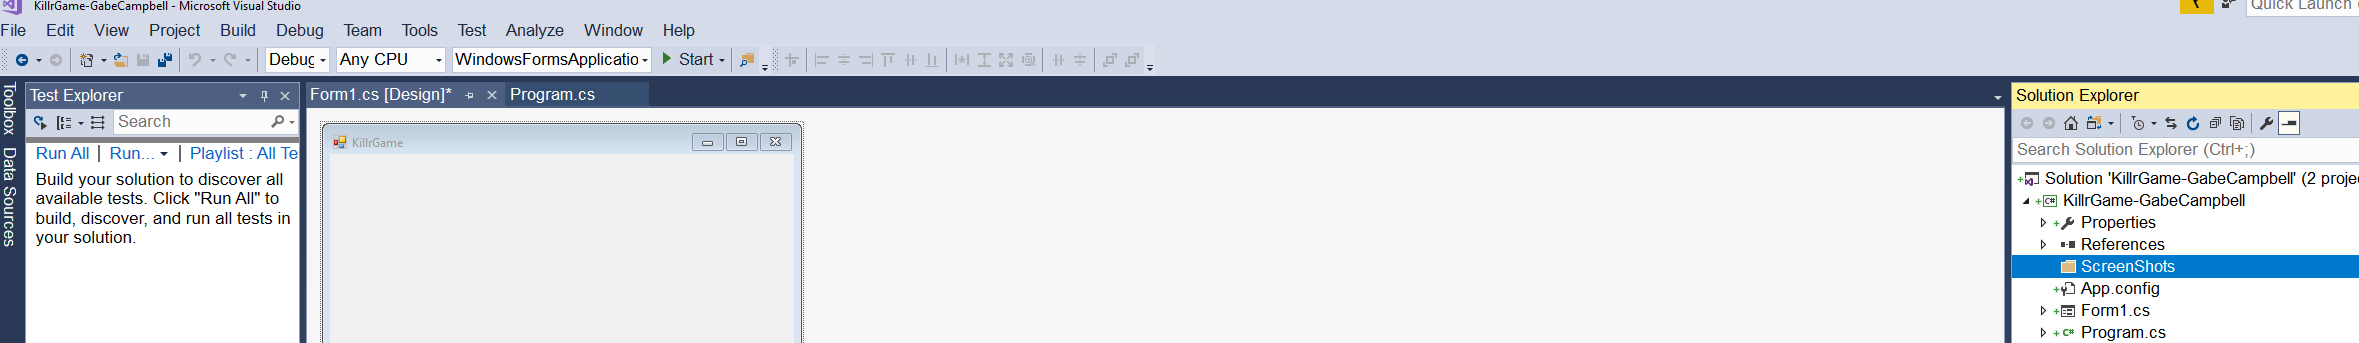 KillrGame-GabeCampbell - Microsoft Visual Studio
Quick Launch
File Edit View Project Build Debug Team Tools Test Analyze Window Help
Debug Any CPU WindowsFormsApplicatio Start
Toolbox
Data Sources
Test Explorer
Search
Run All | Run... | Playlist : All Te
Build your solution to discover all
available tests. Click "Run All" to
build, discover, and run all tests in
your solution.
Form1.cs [Design]* Program.cs
KillrGame
Solution Explorer
Search Solution Explorer (Ctrl+;)
Solution 'KillrGame-GabeCampbell' (2 proje
C# KillrGame-GabeCampbell
Properties
References
ScreenShots
App.config
Form1.cs
C# Program.cs